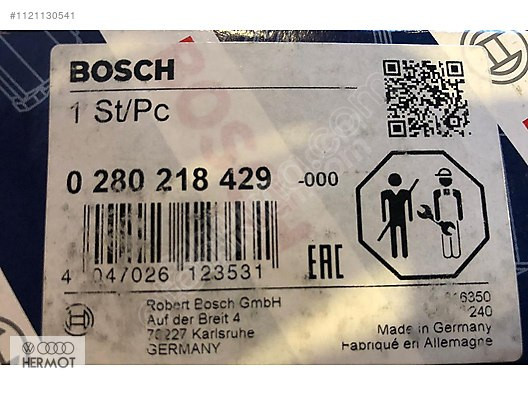 #1121130541
BOSCH
1 St/Pc
0 280 218 429 -000
4 047026 123531
EAC
Robert Bosch GmbH
Auf der Breit 4
76227 Karlsruhe
GERMANY
240
Made in Germany
Fabriqué en Allemagne
HERMOT